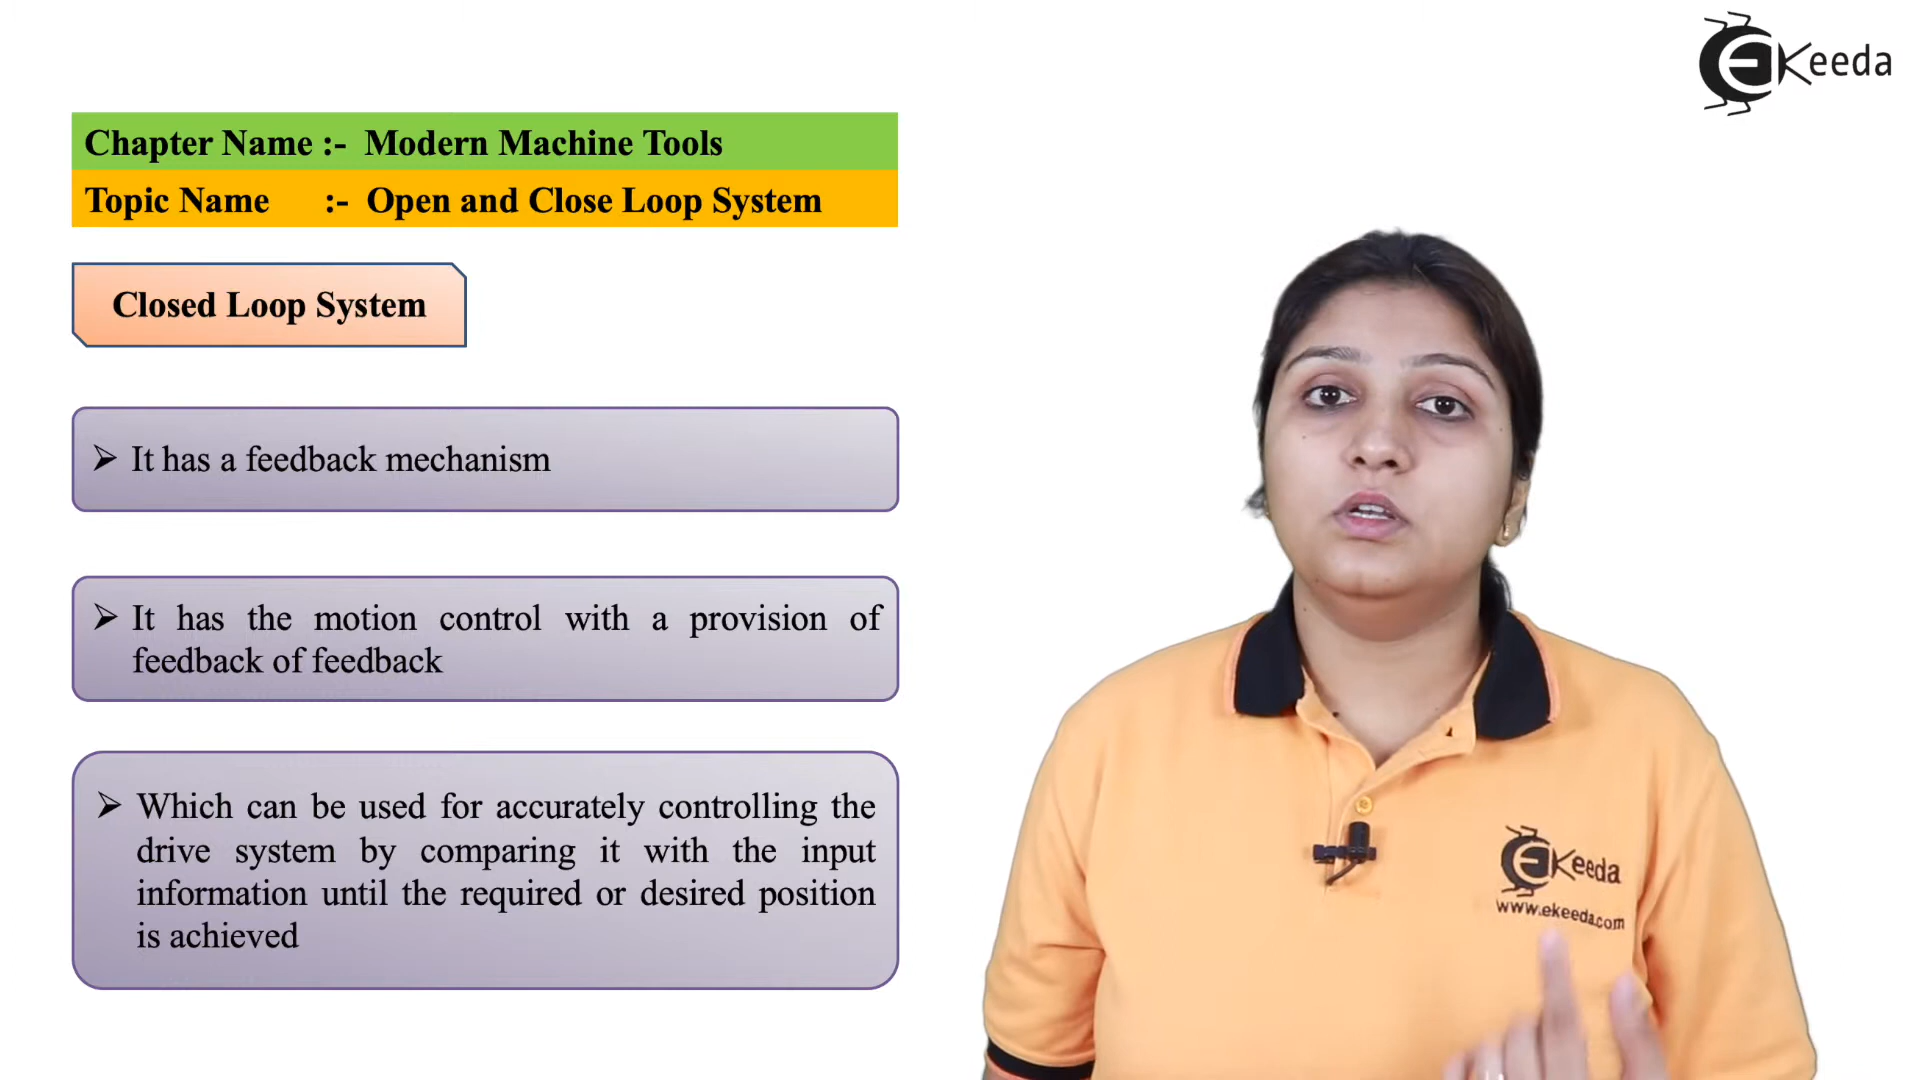 EKeeda
Chapter Name :- Modern Machine Tools
Topic Name :- Open and Close Loop System
Closed Loop System
➢ It has a feedback mechanism
➢ It has the motion control with a provision of
feedback of feedback
➢ Which can be used for accurately controlling the
drive system by comparing it with the input
information until the required or desired position
is achieved
EKeeda
www.ekeeda.com